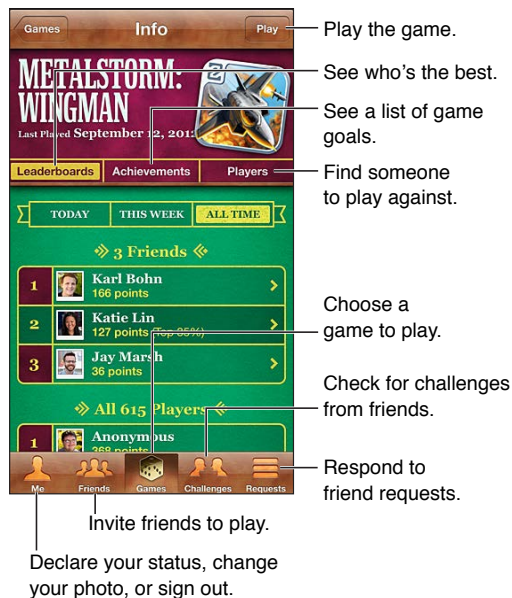 Games
Info
Play
METALSTORM:
WINGMAN
Last Played September 12, 2012
Leaderboards
Achievements
Players
TODAY
THIS WEEK
ALL TIME
3 Friends
1
Karl Bohn
166 points
2
Katie Lin
127 points (Top 35%)
3
Jay Marsh
36 points
All 615 Players
1
Anonymous
368 points
Me
Friends
Games
Challenges
Requests
Play the game.
See who's the best.
See a list of game
goals.
Find someone
to play against.
Choose a
game to play.
Check for challenges
from friends.
Respond to
friend requests.
Invite friends to play.
Declare your status, change
your photo, or sign out.